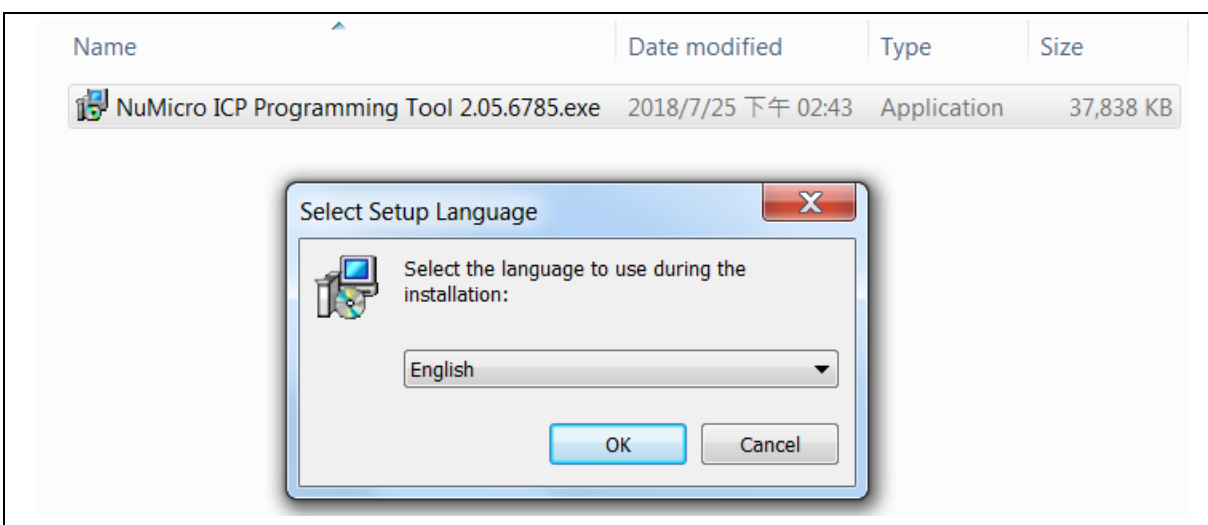 Name Date modified Type Size
NuMicro ICP Programming Tool 2.05.6785.exe 2018/7/25 下午 02:43 Application 37,838 KB
Select Setup Language
Select the language to use during the
installation:
English
OK Cancel